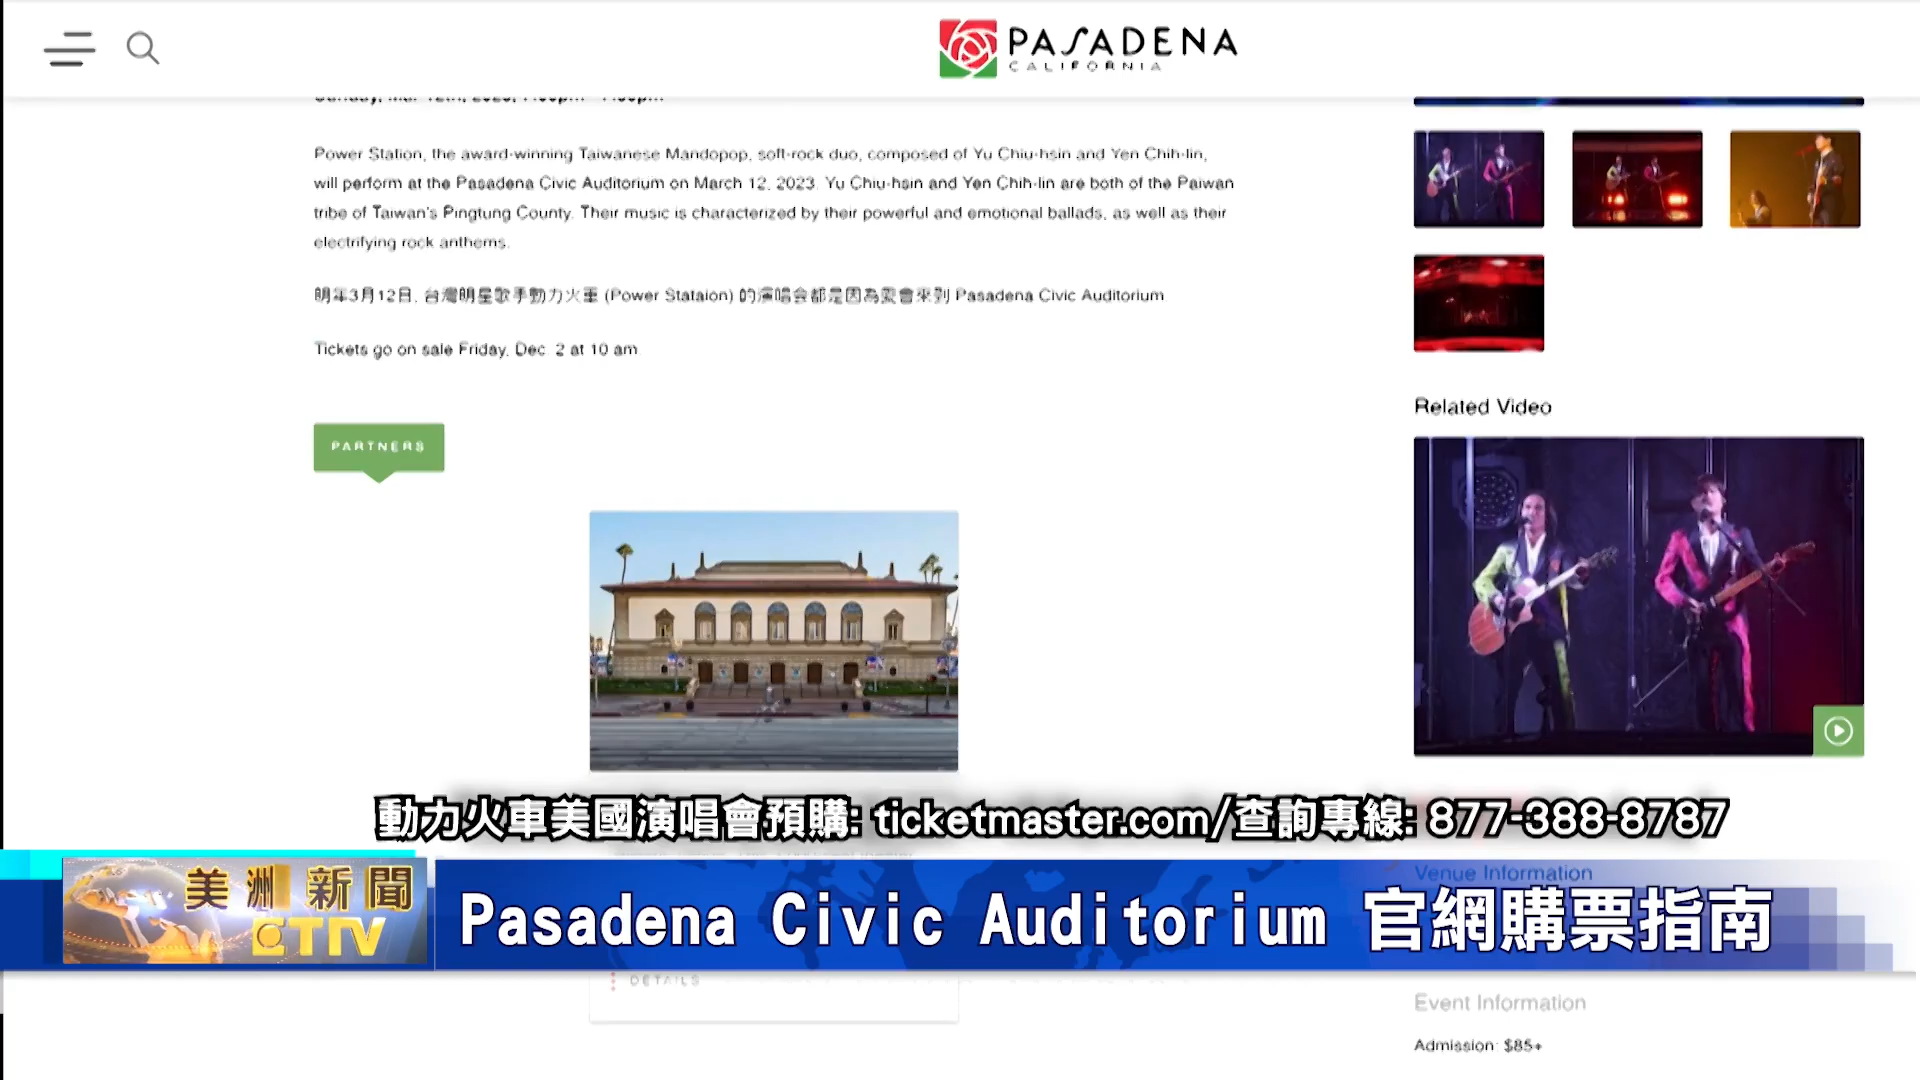 PASADENA
CALIFORNIA
Power Station, the award-winning Taiwanese Mandopop, soft-rock duo, composed of Yu Chiu-hsin and Yen Chih-lin,
will perform at the Pasadena Civic Auditorium on March 12, 2023. Yu Chiu-hsin and Yen Chih-lin are both of the Paiwan
tribe of Taiwan's Pingtung County. Their music is characterized by their powerful and emotional ballads, as well as their
electrifying rock anthems.
明年3月12日, 台灣明星歌手動力火車 (Power Stataion) 的演唱会都是因為愛會來到 Pasadena Civic Auditorium
Tickets go on sale Friday, Dec. 2 at 10 am.
PARTNERS
Related Video
動力火車美國演唱會預購: ticketmaster.com/查詢專線: 877-388-8787
Venue Information
美洲新聞
ETTV
Pasadena Civic Auditorium 官網購票指南
DETAILS
Event Information
Admission: $85+